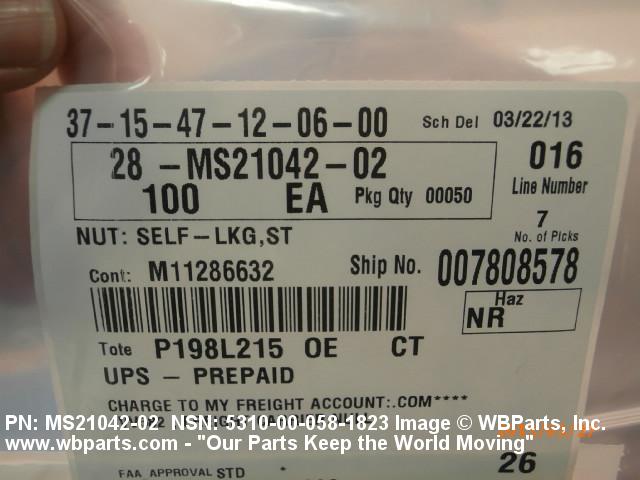 37-15-47-12-06-00 Sch Del 03/22/13
28 -MS21042-02 016
100 EA Pkg Qty 00050 Line Number
7
NUT: SELF-LKG,ST No. of Picks
Cont: M11286632 Ship No. 007808578
Haz
NR
Tote P198L215 OE CT
UPS - PREPAID
CHARGE TO MY FREIGHT ACCOUNT:.COM****
PN: MS21042-02 NSN: 5310-00-058-1823 Image © WBParts, Inc.
www.wbparts.com - "Our Parts Keep the World Moving"
26
FAA APPROVAL STD *